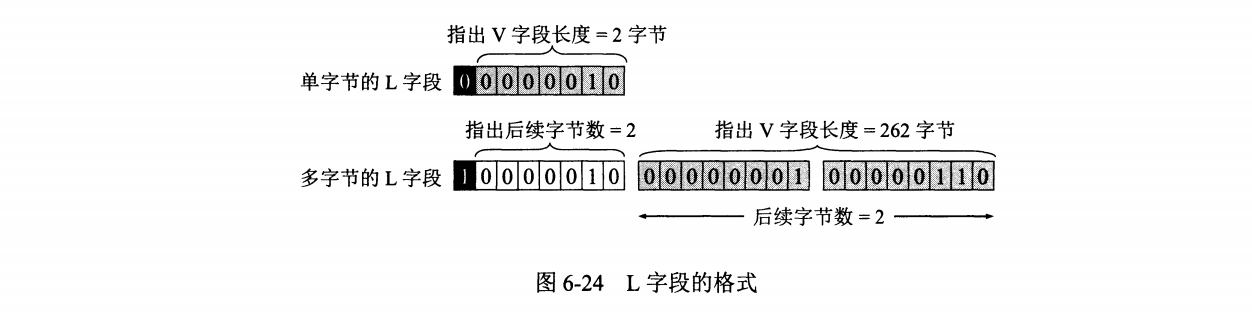 指出 V 字段长度 = 2 字节
单字节的 L 字段 0 0 0 0 0 0 1 0
指出后续字节数 = 2 指出 V 字段长度 = 262 字节
多字节的 L 字段 1 0 0 0 0 0 1 0 0 0 0 0 0 0 0 1 0 0 0 0 0 1 1 0
后续字节数 = 2
图 6-24 L 字段的格式